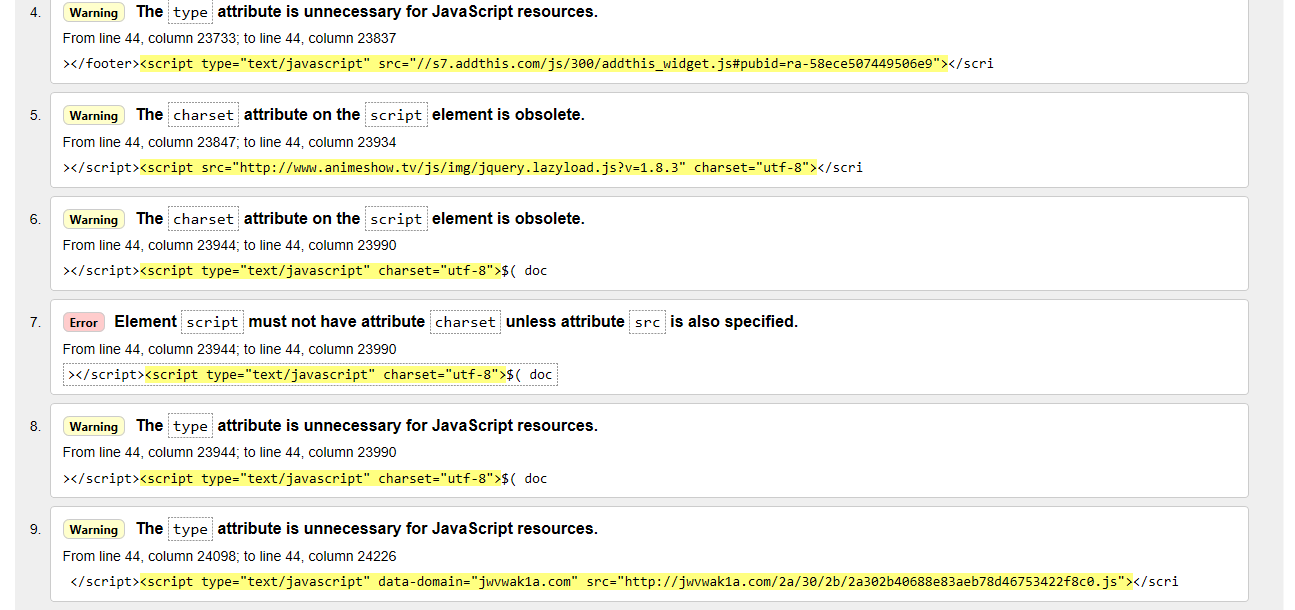 4. Warning The type attribute is unnecessary for JavaScript resources.
From line 44, column 23733; to line 44, column 23837
></footer><script type="text/javascript" src="//s7.addthis.com/js/300/addthis_widget.js#pubid=ra-58ece507449506e9"></scri
5. Warning The charset attribute on the script element is obsolete.
From line 44, column 23847; to line 44, column 23934
></script><script src="http://www.animeshow.tv/js/img/jquery.lazyload.js?v=1.8.3" charset="utf-8"></scri
6. Warning The charset attribute on the script element is obsolete.
From line 44, column 23944; to line 44, column 23990
></script><script type="text/javascript" charset="utf-8">$( doc
7. Error Element script must not have attribute charset unless attribute src is also specified.
From line 44, column 23944; to line 44, column 23990
></script><script type="text/javascript" charset="utf-8">$( doc
8. Warning The type attribute is unnecessary for JavaScript resources.
From line 44, column 23944; to line 44, column 23990
></script><script type="text/javascript" charset="utf-8">$( doc
9. Warning The type attribute is unnecessary for JavaScript resources.
From line 44, column 24098; to line 44, column 24226
</script><script type="text/javascript" data-domain="jwvwak1a.com" src="http://jwvwak1a.com/2a/30/2b/2a302b40688e83aeb78d46753422f8c0.js"></scri